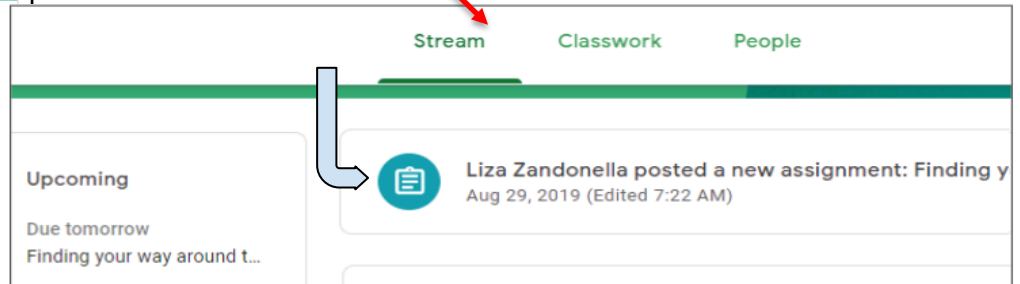 Stream Classwork People
Upcoming
Due tomorrow
Finding your way around t...
Liza Zandonella posted a new assignment: Finding y
Aug 29, 2019 (Edited 7:22 AM)